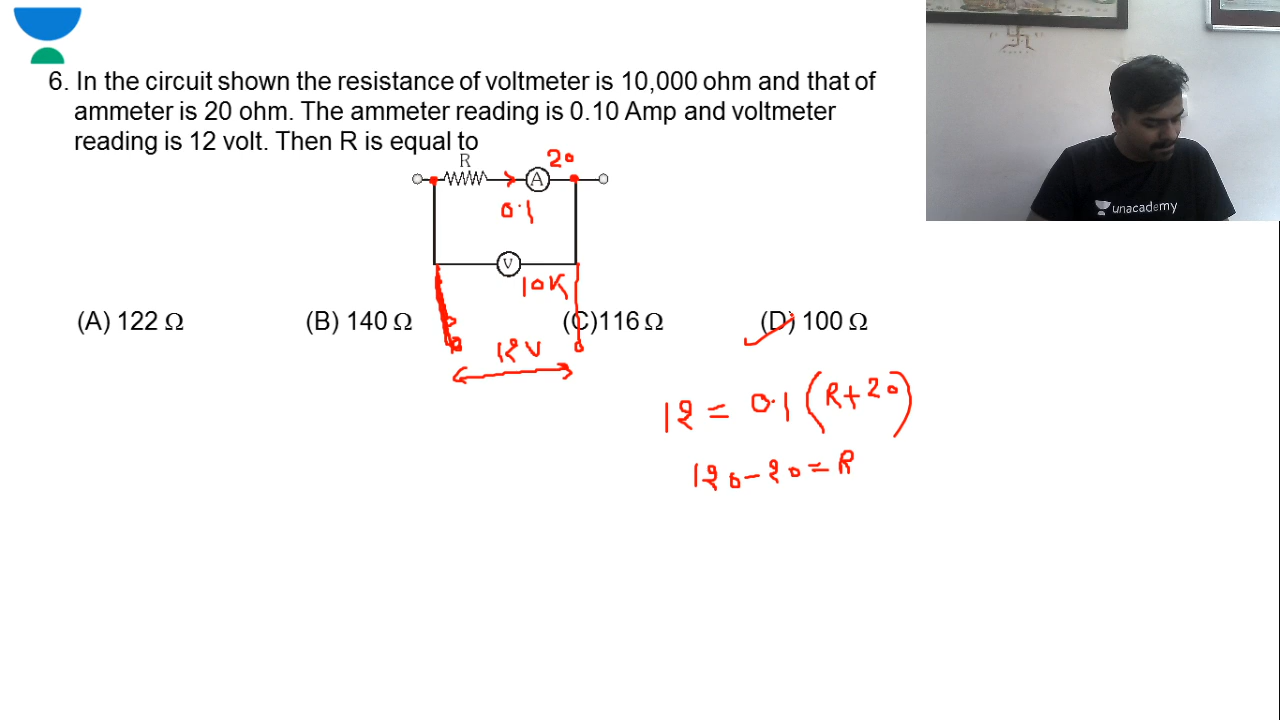 6. In the circuit shown the resistance of voltmeter is 10,000 ohm and that of
ammeter is 20 ohm. The ammeter reading is 0.10 Amp and voltmeter
reading is 12 volt. Then R is equal to
R
20
A
0.1
V
10K
(A) 122 Ω (B) 140 Ω (C)116 Ω (D) 100 Ω
12V
12 = 0.1 (R+20)
120-20=R
unacademy